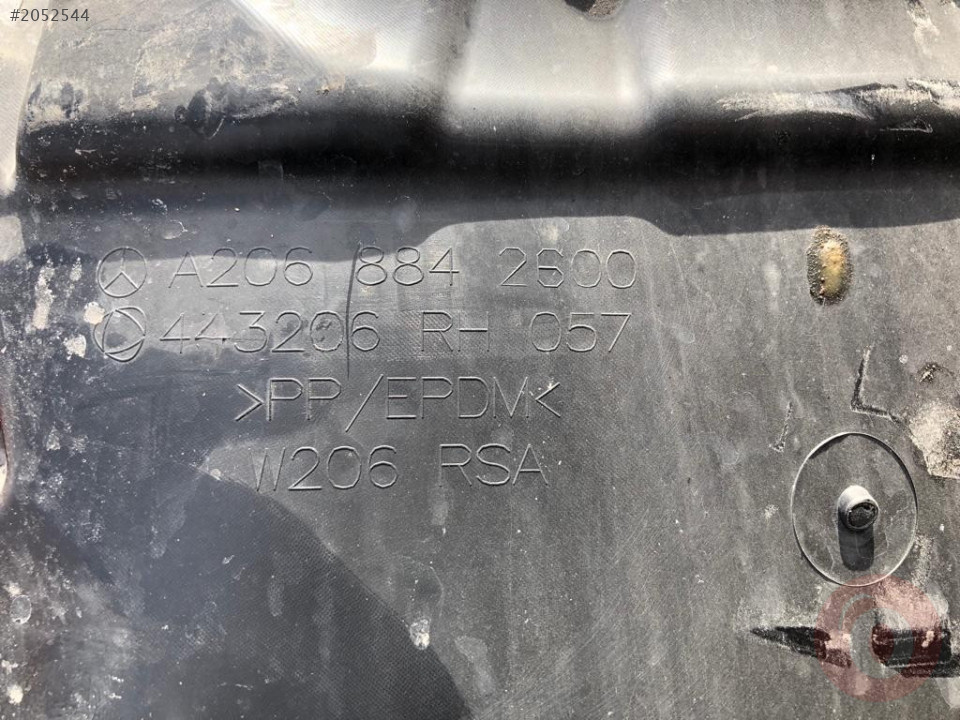 #2052544
A206 884 2600
443206 RH 057
>PP/EPDM<
W206 RSA